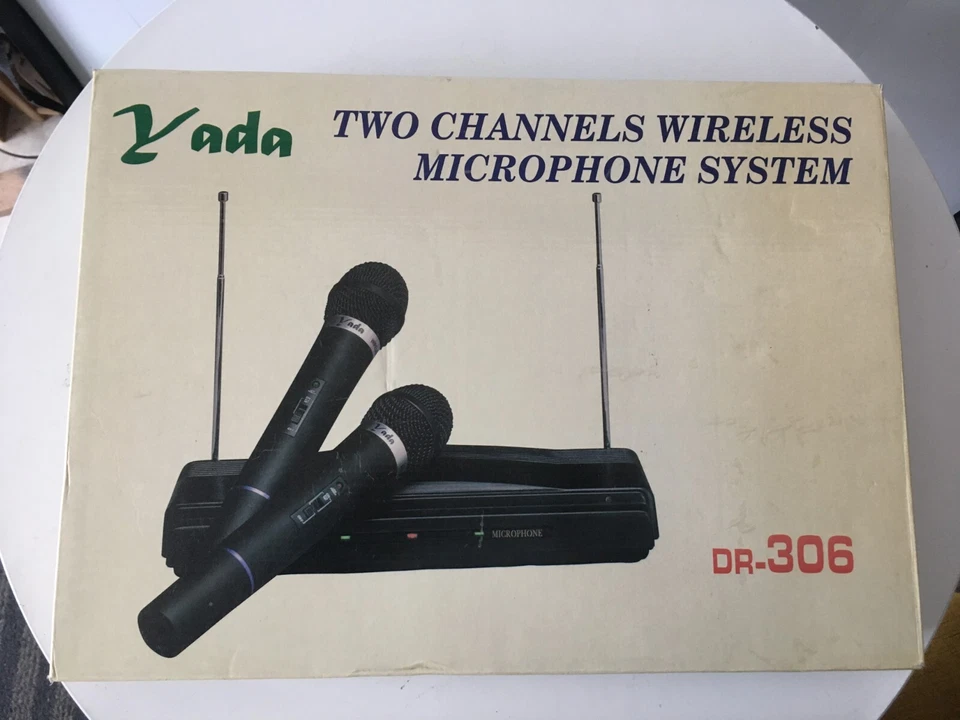 Yada
TWO CHANNELS WIRELESS
MICROPHONE SYSTEM
Yada
Yada
MICROPHONE
DR-306